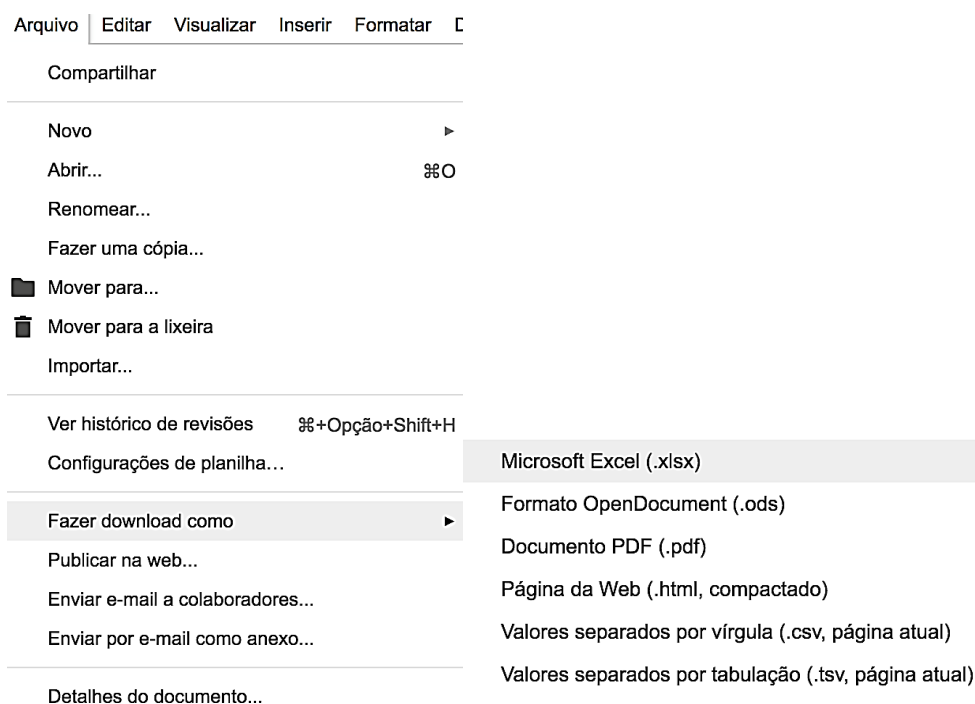 Arquivo Editar Visualizar Inserir Formatar
Compartilhar
Novo ►
Abrir... ⌘O
Renomear...
Fazer uma cópia...
Mover para...
Mover para a lixeira
Importar...
Ver histórico de revisões ⌘+Opção+Shift+H
Configurações de planilha...
Fazer download como ►
Publicar na web...
Enviar e-mail a colaboradores...
Enviar por e-mail como anexo...
Detalhes do documento...
Microsoft Excel (.xlsx)
Formato OpenDocument (.ods)
Documento PDF (.pdf)
Página da Web (.html, compactado)
Valores separados por vírgula (.csv, página atual)
Valores separados por tabulação (.tsv, página atual)